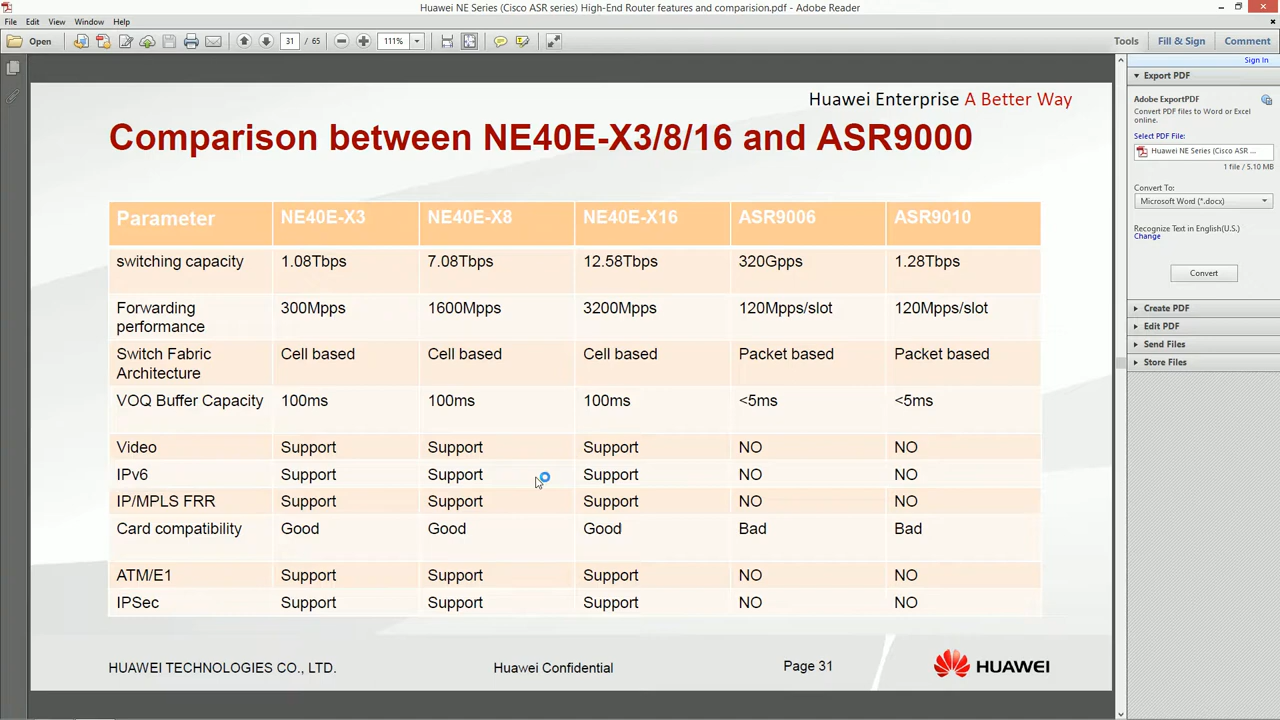 Huawei NE Series (Cisco ASR series) High-End Router features and comparision.pdf - Adobe Reader
File Edit View Window Help
Open 31 / 65 111% Tools Fill & Sign Comment
Sign In
Export PDF
Adobe ExportPDF
Convert PDF files to Word or Excel
online.
Select PDF File:
Huawei NE Series (Cisco ASR ...
1 file / 5.10 MB
Convert To:
Microsoft Word (*.docx)
Recognize Text in English(U.S.)
Change
Convert
Create PDF
Edit PDF
Send Files
Store Files
Huawei Enterprise A Better Way
Comparison between NE40E-X3/8/16 and ASR9000
Parameter NE40E-X3 NE40E-X8 NE40E-X16 ASR9006 ASR9010
switching capacity 1.08Tbps 7.08Tbps 12.58Tbps 320Gpps 1.28Tbps
Forwarding performance 300Mpps 1600Mpps 3200Mpps 120Mpps/slot 120Mpps/slot
Switch Fabric Architecture Cell based Cell based Cell based Packet based Packet based
VOQ Buffer Capacity 100ms 100ms 100ms <5ms <5ms
Video Support Support Support NO NO
IPv6 Support Support Support NO NO
IP/MPLS FRR Support Support Support NO NO
Card compatibility Good Good Good Bad Bad
ATM/E1 Support Support Support NO NO
IPSec Support Support Support NO NO
HUAWEI TECHNOLOGIES CO., LTD. Huawei Confidential Page 31 HUAWEI